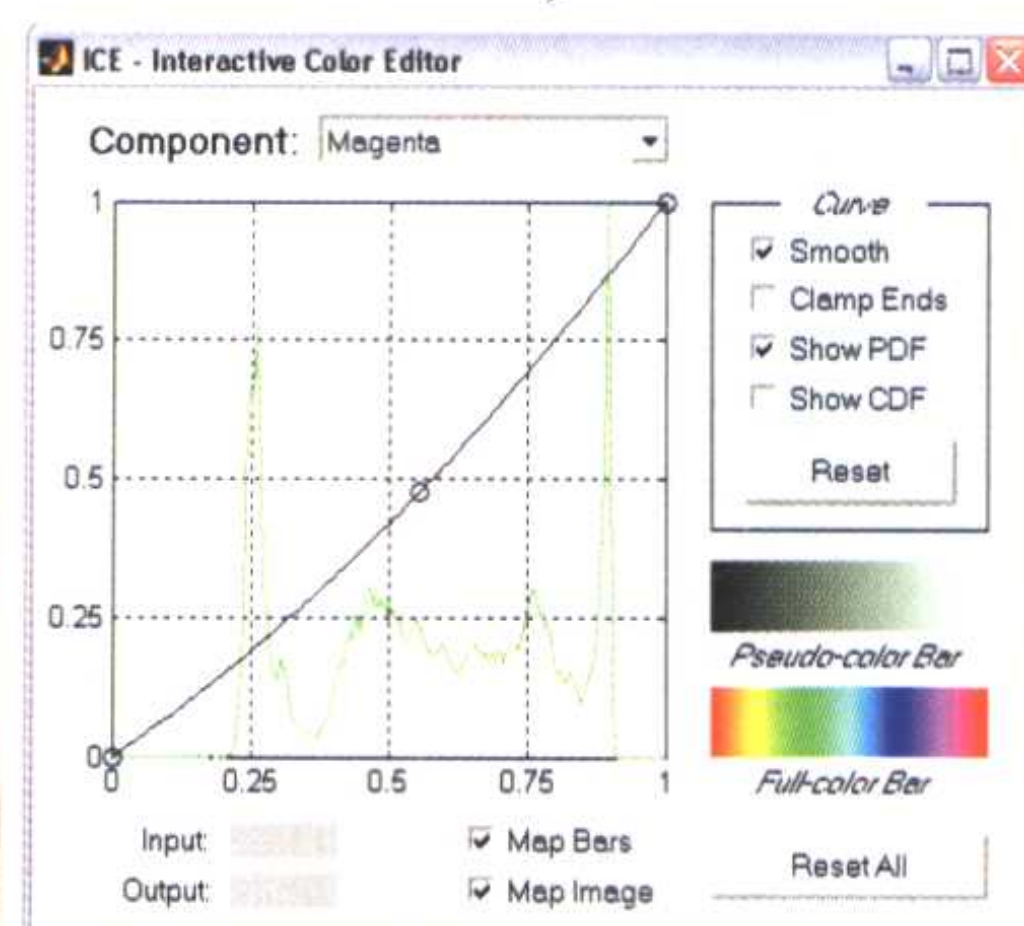 ICE - Interactive Color Editor
Component: Magenta
Curve
Smooth
Clamp Ends
Show PDF
Show CDF
Reset
1
0.75
0.5
0.25
0
0 0.25 0.5 0.75 1
Pseudo-color Bar
Full-color Bar
Input:
Map Bars
Output:
Map Image
Reset All